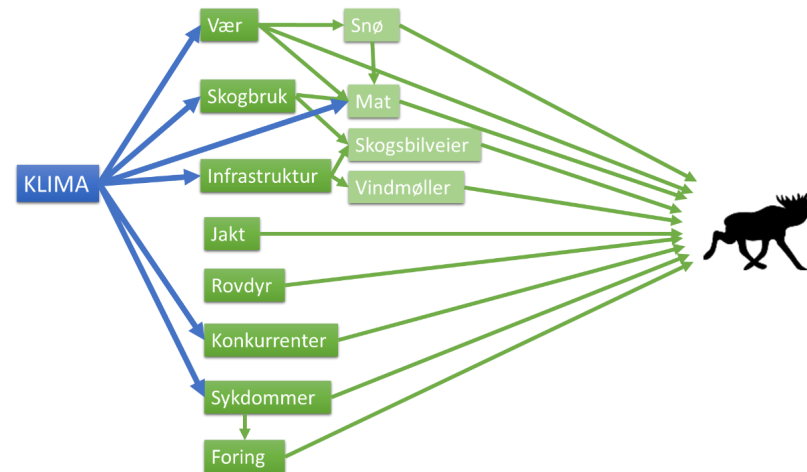 Vær
Snø
Skogbruk
Mat
Skogsbilveier
KLIMA
Infrastruktur
Vindmøller
Jakt
Rovdyr
Konkurrenter
Sykdommer
Foring